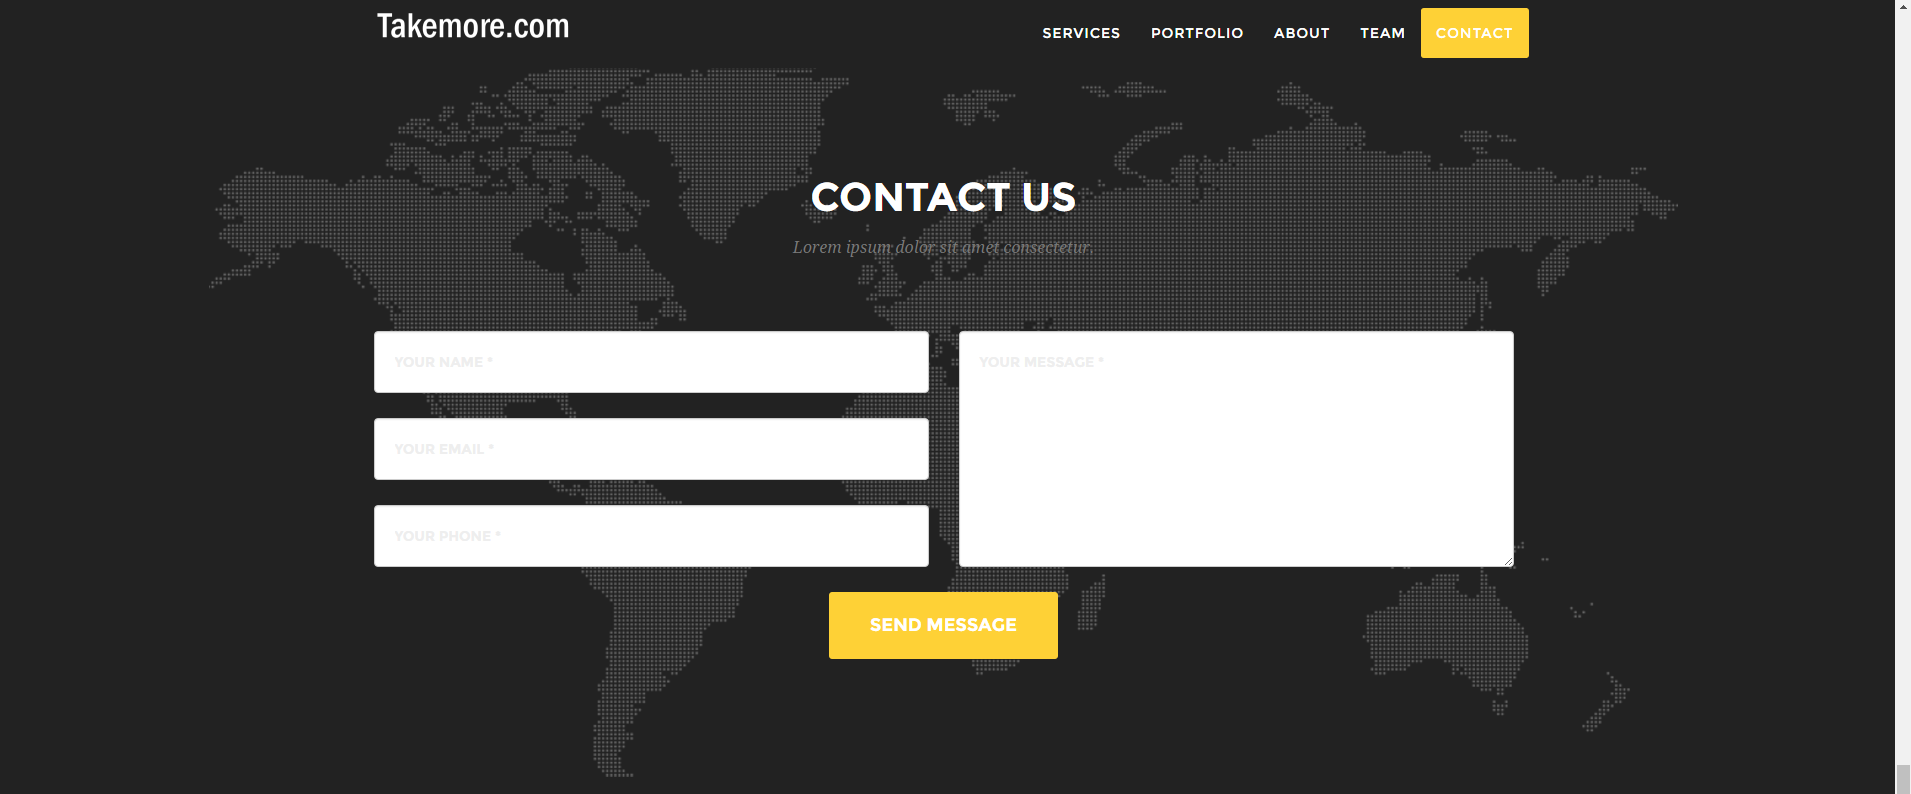 Takemore.com
SERVICES PORTFOLIO ABOUT TEAM CONTACT
CONTACT US
Lorem ipsum dolor sit amet consectetur.
YOUR NAME *
YOUR MESSAGE *
YOUR EMAIL *
YOUR PHONE *
SEND MESSAGE